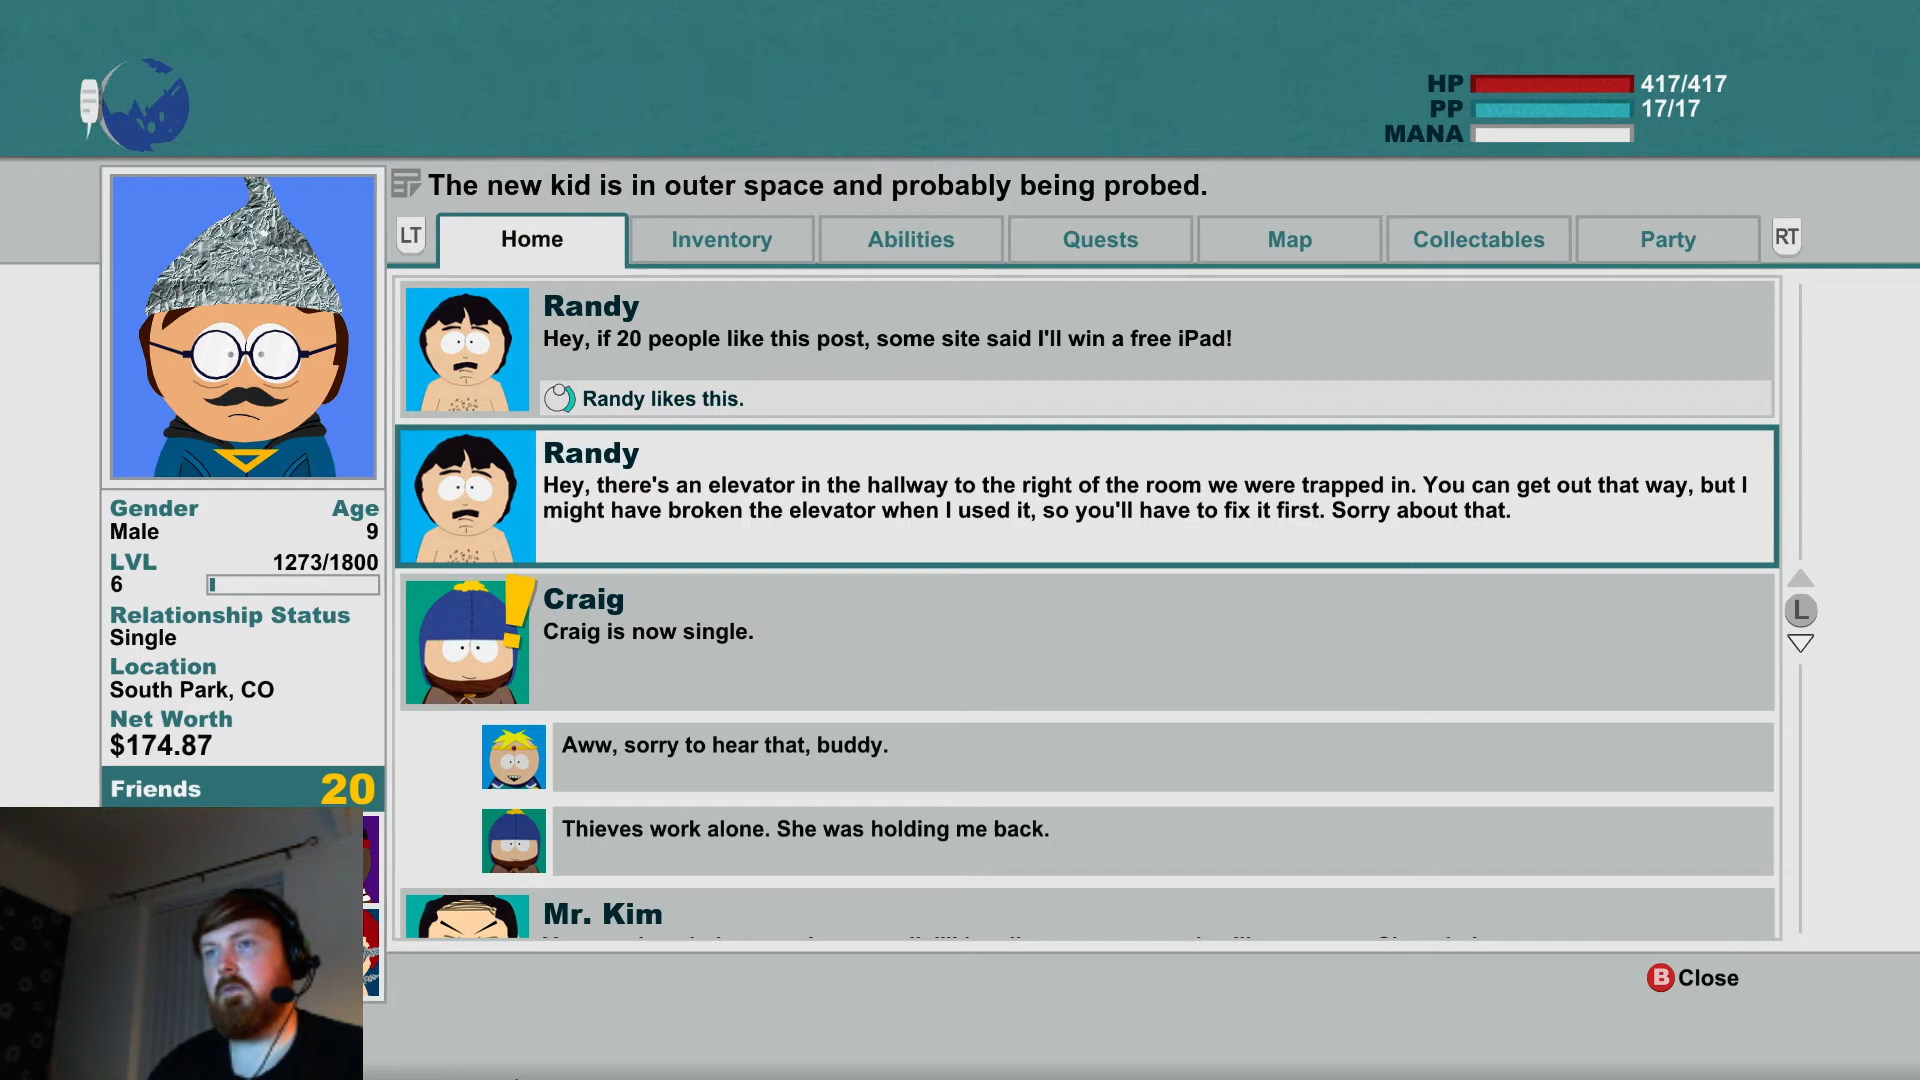 HP 417/417
PP 17/17
MANA
The new kid is in outer space and probably being probed.
LT Home Inventory Abilities Quests Map Collectables Party RT
Gender Age
Male 9
LVL 1273/1800
6
Relationship Status
Single
Location
South Park, CO
Net Worth
$174.87
Friends 20
Randy
Hey, if 20 people like this post, some site said I'll win a free iPad!
Randy likes this.
Randy
Hey, there's an elevator in the hallway to the right of the room we were trapped in. You can get out that way, but I
might have broken the elevator when I used it, so you'll have to fix it first. Sorry about that.
Craig
Craig is now single.
Aww, sorry to hear that, buddy.
Thieves work alone. She was holding me back.
Mr. Kim
L
B Close